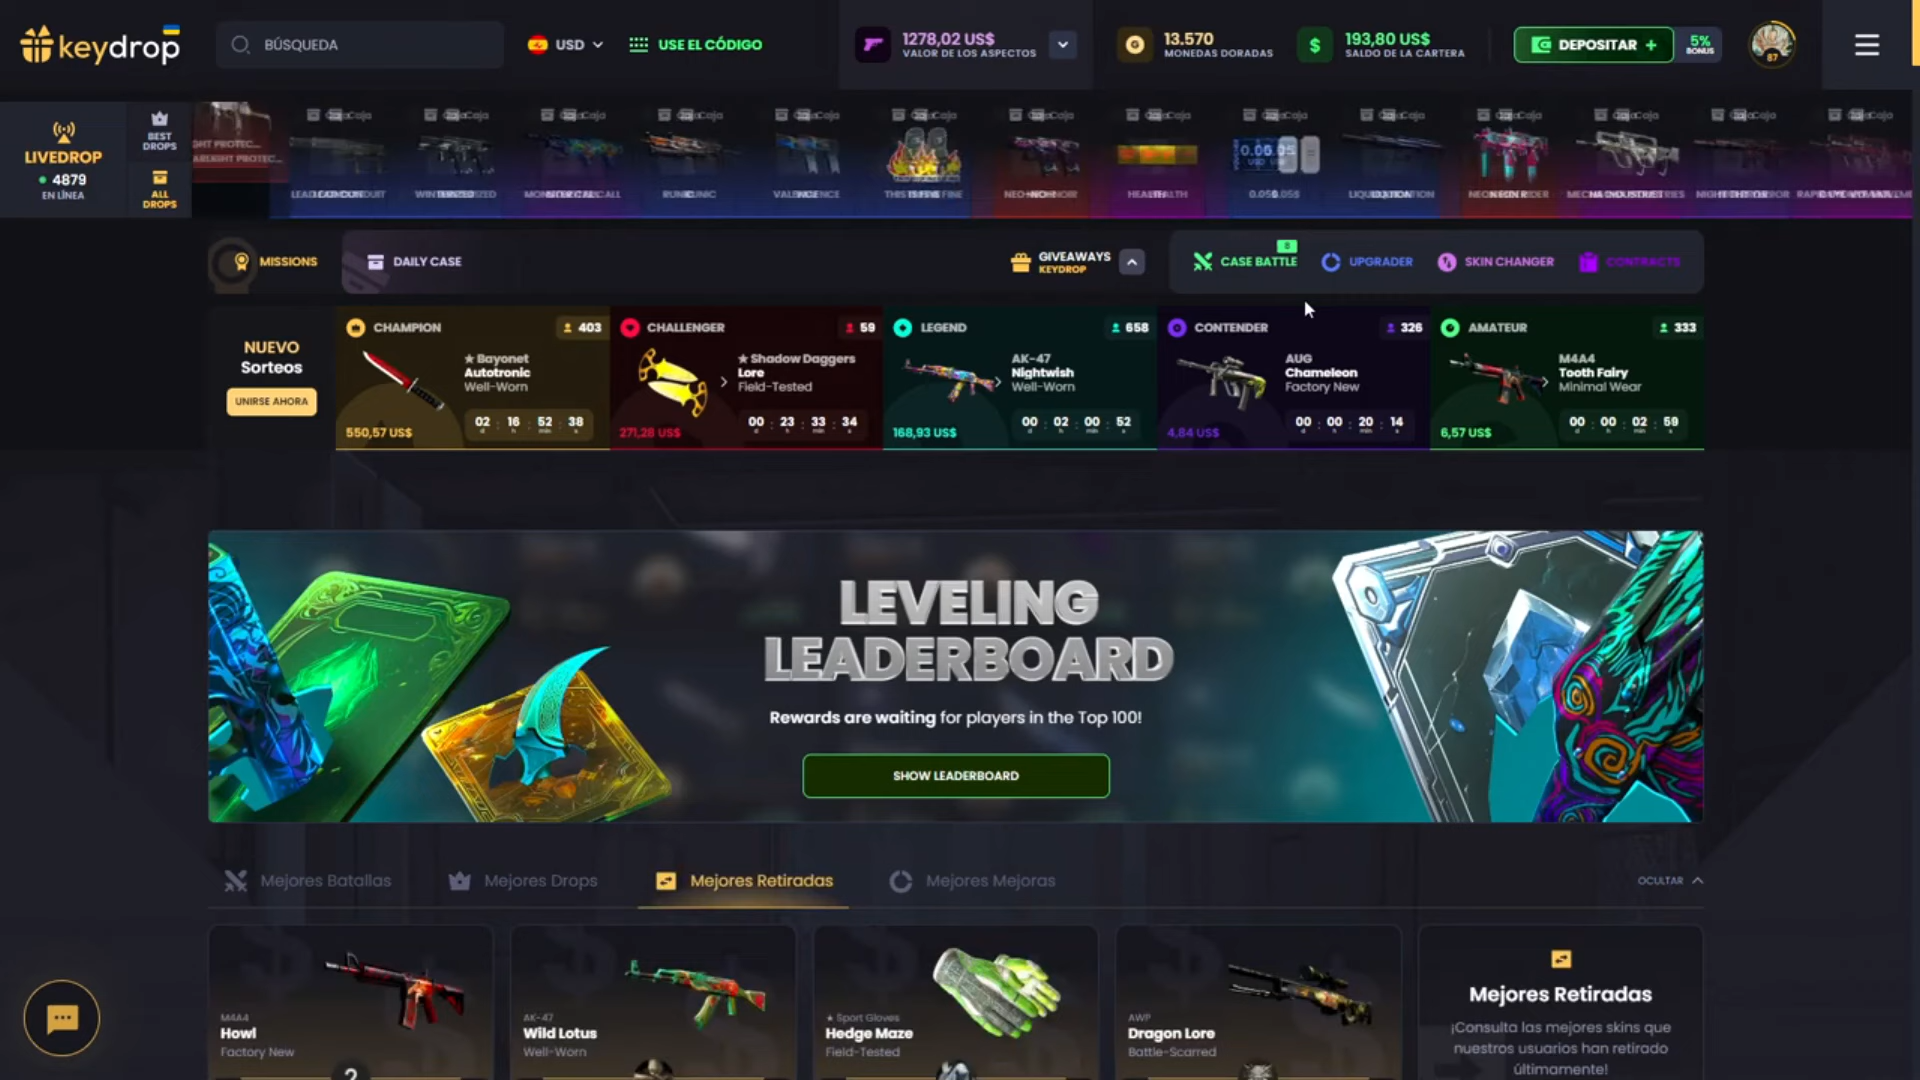 keydrop
BÚSQUEDA
USD
USE EL CÓDIGO
1278,02 US$
VALOR DE LOS ASPECTOS
13.570
MONEDAS DORADAS
193,80 US$
SALDO DE LA CARTERA
DEPOSITAR +
5%
BONUS
87
LIVEDROP
4879
EN LÍNEA
BEST
DROPS
ALL
DROPS
MISSIONS
DAILY CASE
GIVEAWAYS
KEYDROP
8
CASE BATTLE
UPGRADER
SKIN CHANGER
CONTRACTS
NUEVO
Sorteos
UNIRSE AHORA
CHAMPION
403
★ Bayonet
Autotronic
Well-Worn
550,57 US$
02 : 16 : 52 : 38
CHALLENGER
59
★ Shadow Daggers
Lore
Field-Tested
271,28 US$
00 : 23 : 33 : 34
LEGEND
658
AK-47
Nightwish
Well-Worn
168,93 US$
00 : 02 : 00 : 52
CONTENDER
326
AUG
Chameleon
Factory New
4,84 US$
00 : 00 : 20 : 14
AMATEUR
333
M4A4
Tooth Fairy
Minimal Wear
6,57 US$
00 : 00 : 02 : 59
LEVELING
LEADERBOARD
Rewards are waiting for players in the Top 100!
SHOW LEADERBOARD
Mejores Batallas
Mejores Drops
Mejores Retiradas
Mejores Mejoras
OCULTAR
M4A4
Howl
Factory New
AK-47
Wild Lotus
Well-Worn
★ Sport Gloves
Hedge Maze
Field-Tested
AWP
Dragon Lore
Battle-Scarred
Mejores Retiradas
¡Consulta las mejores skins que
nuestros usuarios han retirado
últimamente!